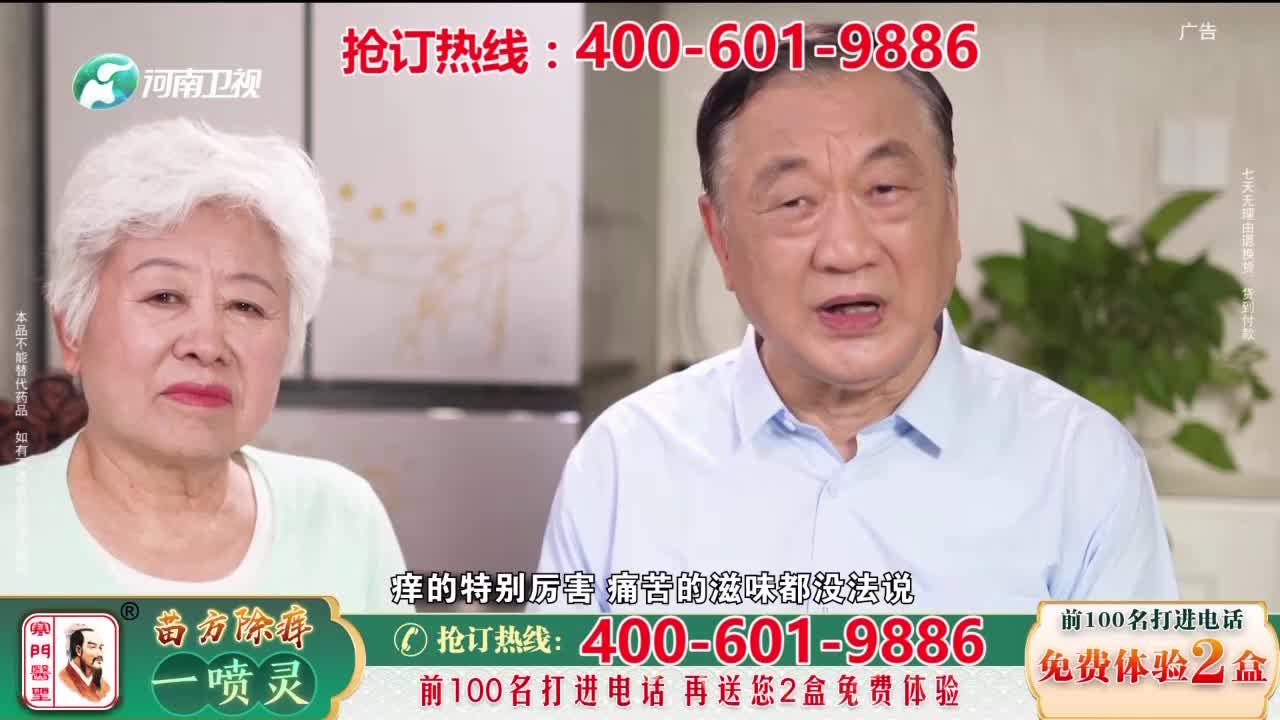 抢订热线：400-601-9886
广告
河南卫视
七天无理由退换货 货到付款
本品不能替代药品 如有
痒的特别厉害 痛苦的滋味都没法说
門醫聖
®
苗方除痒
一喷灵
抢订热线：400-601-9886
前100名打进电话 再送您2盒免费体验
前100名打进电话
免费体验2盒